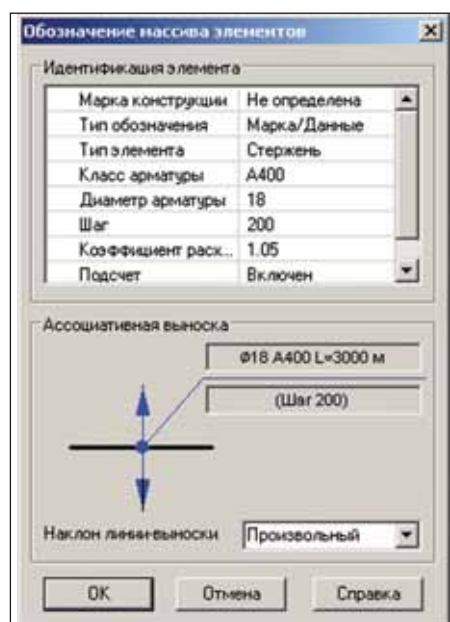 Обозначение массива элементов
Идентификация элемента
Марка конструкции Не определена
Тип обозначения Марка/Данные
Тип элемента Стержень
Класс арматуры А400
Диаметр арматуры 18
Шаг 200
Коэффициент расх... 1.05
Подсчет Включен
Ассоциативная выноска
ø18 А400 L=3000 м
(Шаг 200)
Наклон линии-выноски Произвольный
OK Отмена Справка